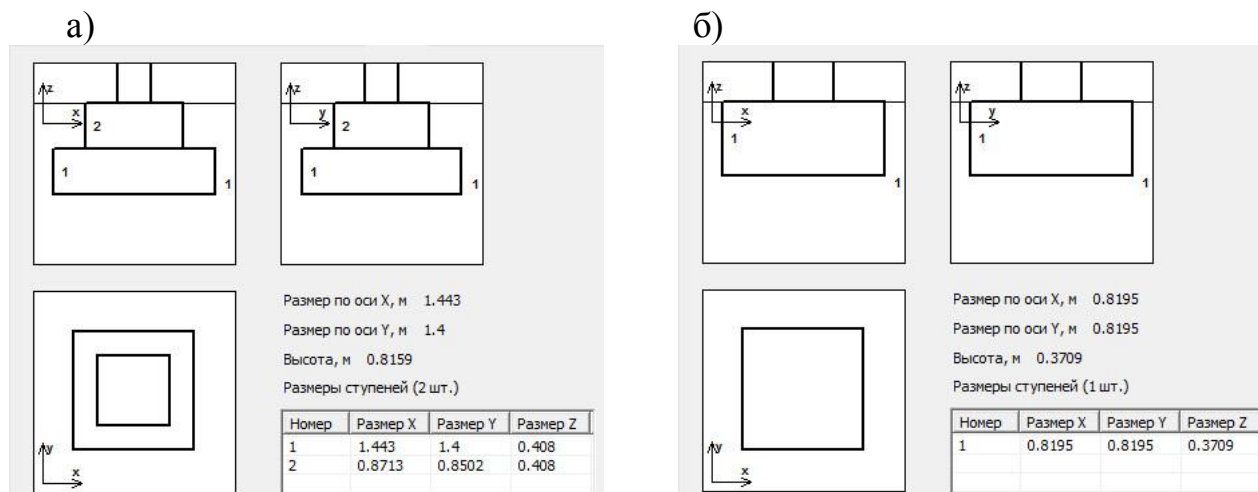 а)
z
x
2
1
1
z
y
2
1
1
y
x
Размер по оси X, м 1.443
Размер по оси Y, м 1.4
Высота, м 0.8159
Размеры ступеней (2 шт.)
Номер Размер X Размер Y Размер Z
1 1.443 1.4 0.408
2 0.8713 0.8502 0.408
б)
z
x
1
1
z
y
1
1
y
x
Размер по оси X, м 0.8195
Размер по оси Y, м 0.8195
Высота, м 0.3709
Размеры ступеней (1 шт.)
Номер Размер X Размер Y Размер Z
1 0.8195 0.8195 0.3709